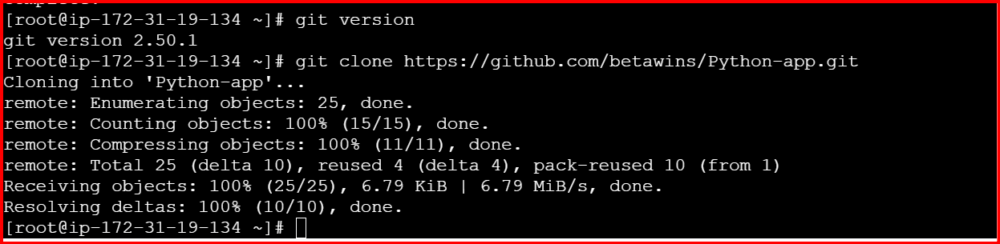 [root@ip-172-31-19-134 ~]# git version
git version 2.50.1
[root@ip-172-31-19-134 ~]# git clone https://github.com/betawins/Python-app.git
Cloning into 'Python-app'...
remote: Enumerating objects: 25, done.
remote: Counting objects: 100% (15/15), done.
remote: Compressing objects: 100% (11/11), done.
remote: Total 25 (delta 10), reused 4 (delta 4), pack-reused 10 (from 1)
Receiving objects: 100% (25/25), 6.79 KiB | 6.79 MiB/s, done.
Resolving deltas: 100% (10/10), done.
[root@ip-172-31-19-134 ~]#